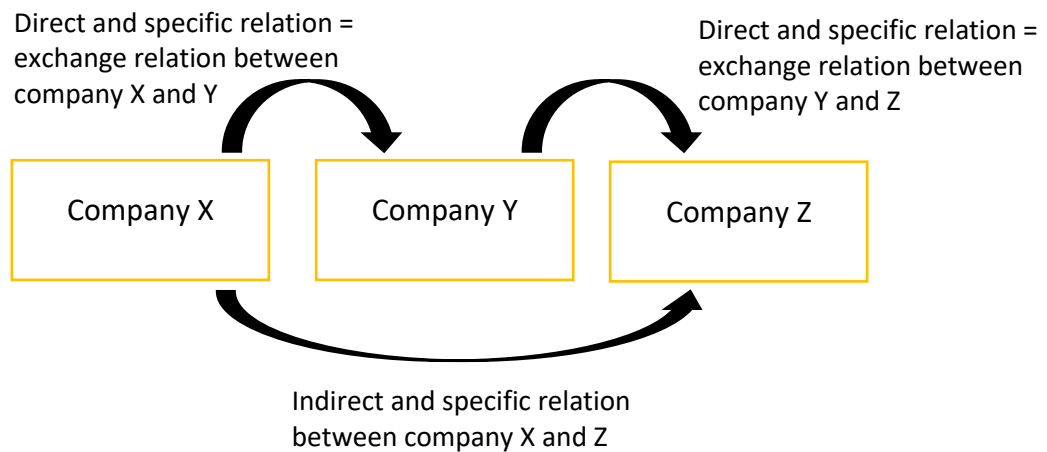 Direct and specific relation =
exchange relation between
company X and Y
Direct and specific relation =
exchange relation between
company Y and Z
Company X
Company Y
Company Z
Indirect and specific relation
between company X and Z